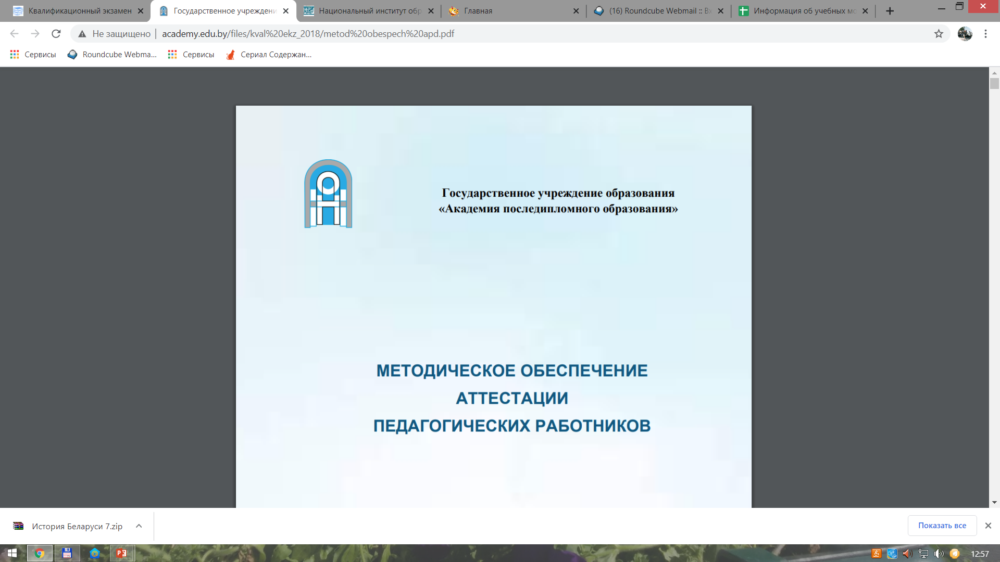 Квалификационный экзамен
Государственное учреждени
Национальный институт обр
Главная
(16) Roundcube Webmail :: Вх
Информация об учебных мо
Не защищено
academy.edu.by/files/kval%20ekz_2018/metod%20obespech%20apd.pdf
Сервисы
Roundcube Webma...
Сервисы
Сериал Содержан...
Государственное учреждение образования
«Академия последипломного образования»
МЕТОДИЧЕСКОЕ ОБЕСПЕЧЕНИЕ
АТТЕСТАЦИИ
ПЕДАГОГИЧЕСКИХ РАБОТНИКОВ
История Беларуси 7.zip
Показать все
12:57